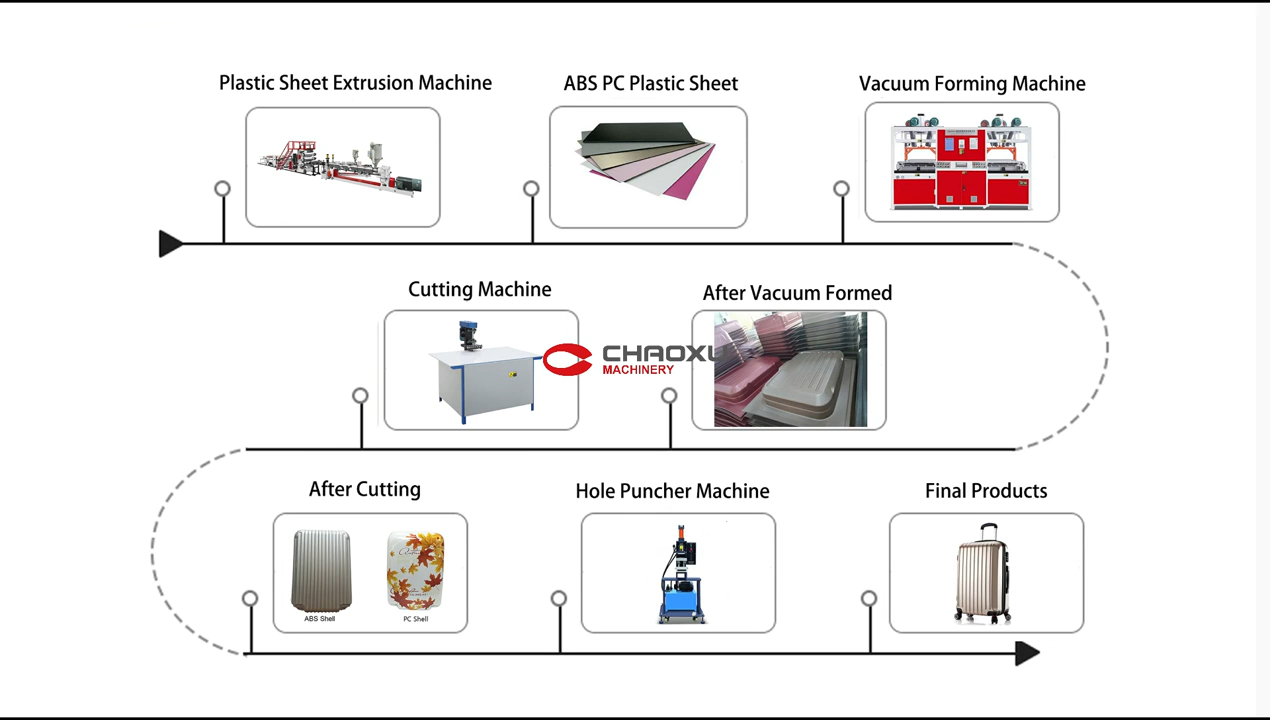 Plastic Sheet Extrusion Machine
ABS PC Plastic Sheet
Vacuum Forming Machine
Cutting Machine
After Vacuum Formed
CHAOXU
MACHINERY
After Cutting
Hole Puncher Machine
Final Products
ABS Shell
PC Shell